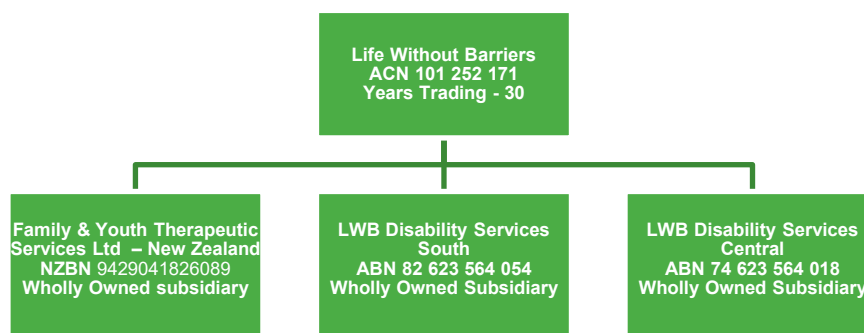 Life Without Barriers
ACN 101 252 171
Years Trading - 30
Family & Youth Therapeutic
Services Ltd – New Zealand
NZBN 9429041826089
Wholly Owned subsidiary
LWB Disability Services
South
ABN 82 623 564 054
Wholly Owned Subsidiary
LWB Disability Services
Central
ABN 74 623 564 018
Wholly Owned Subsidiary